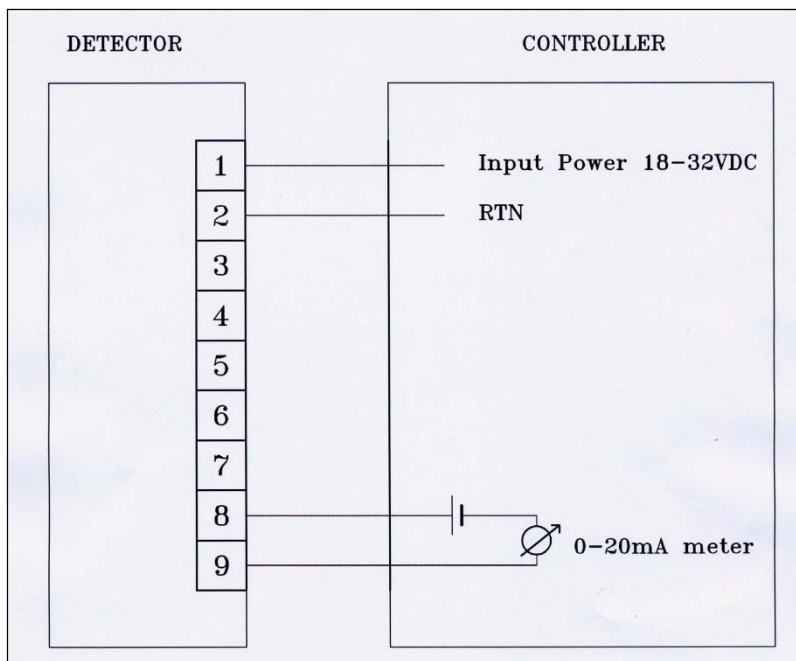 DETECTOR
CONTROLLER
1
Input Power 18-32VDC
2
RTN
3
4
5
6
7
8
0-20mA meter
9